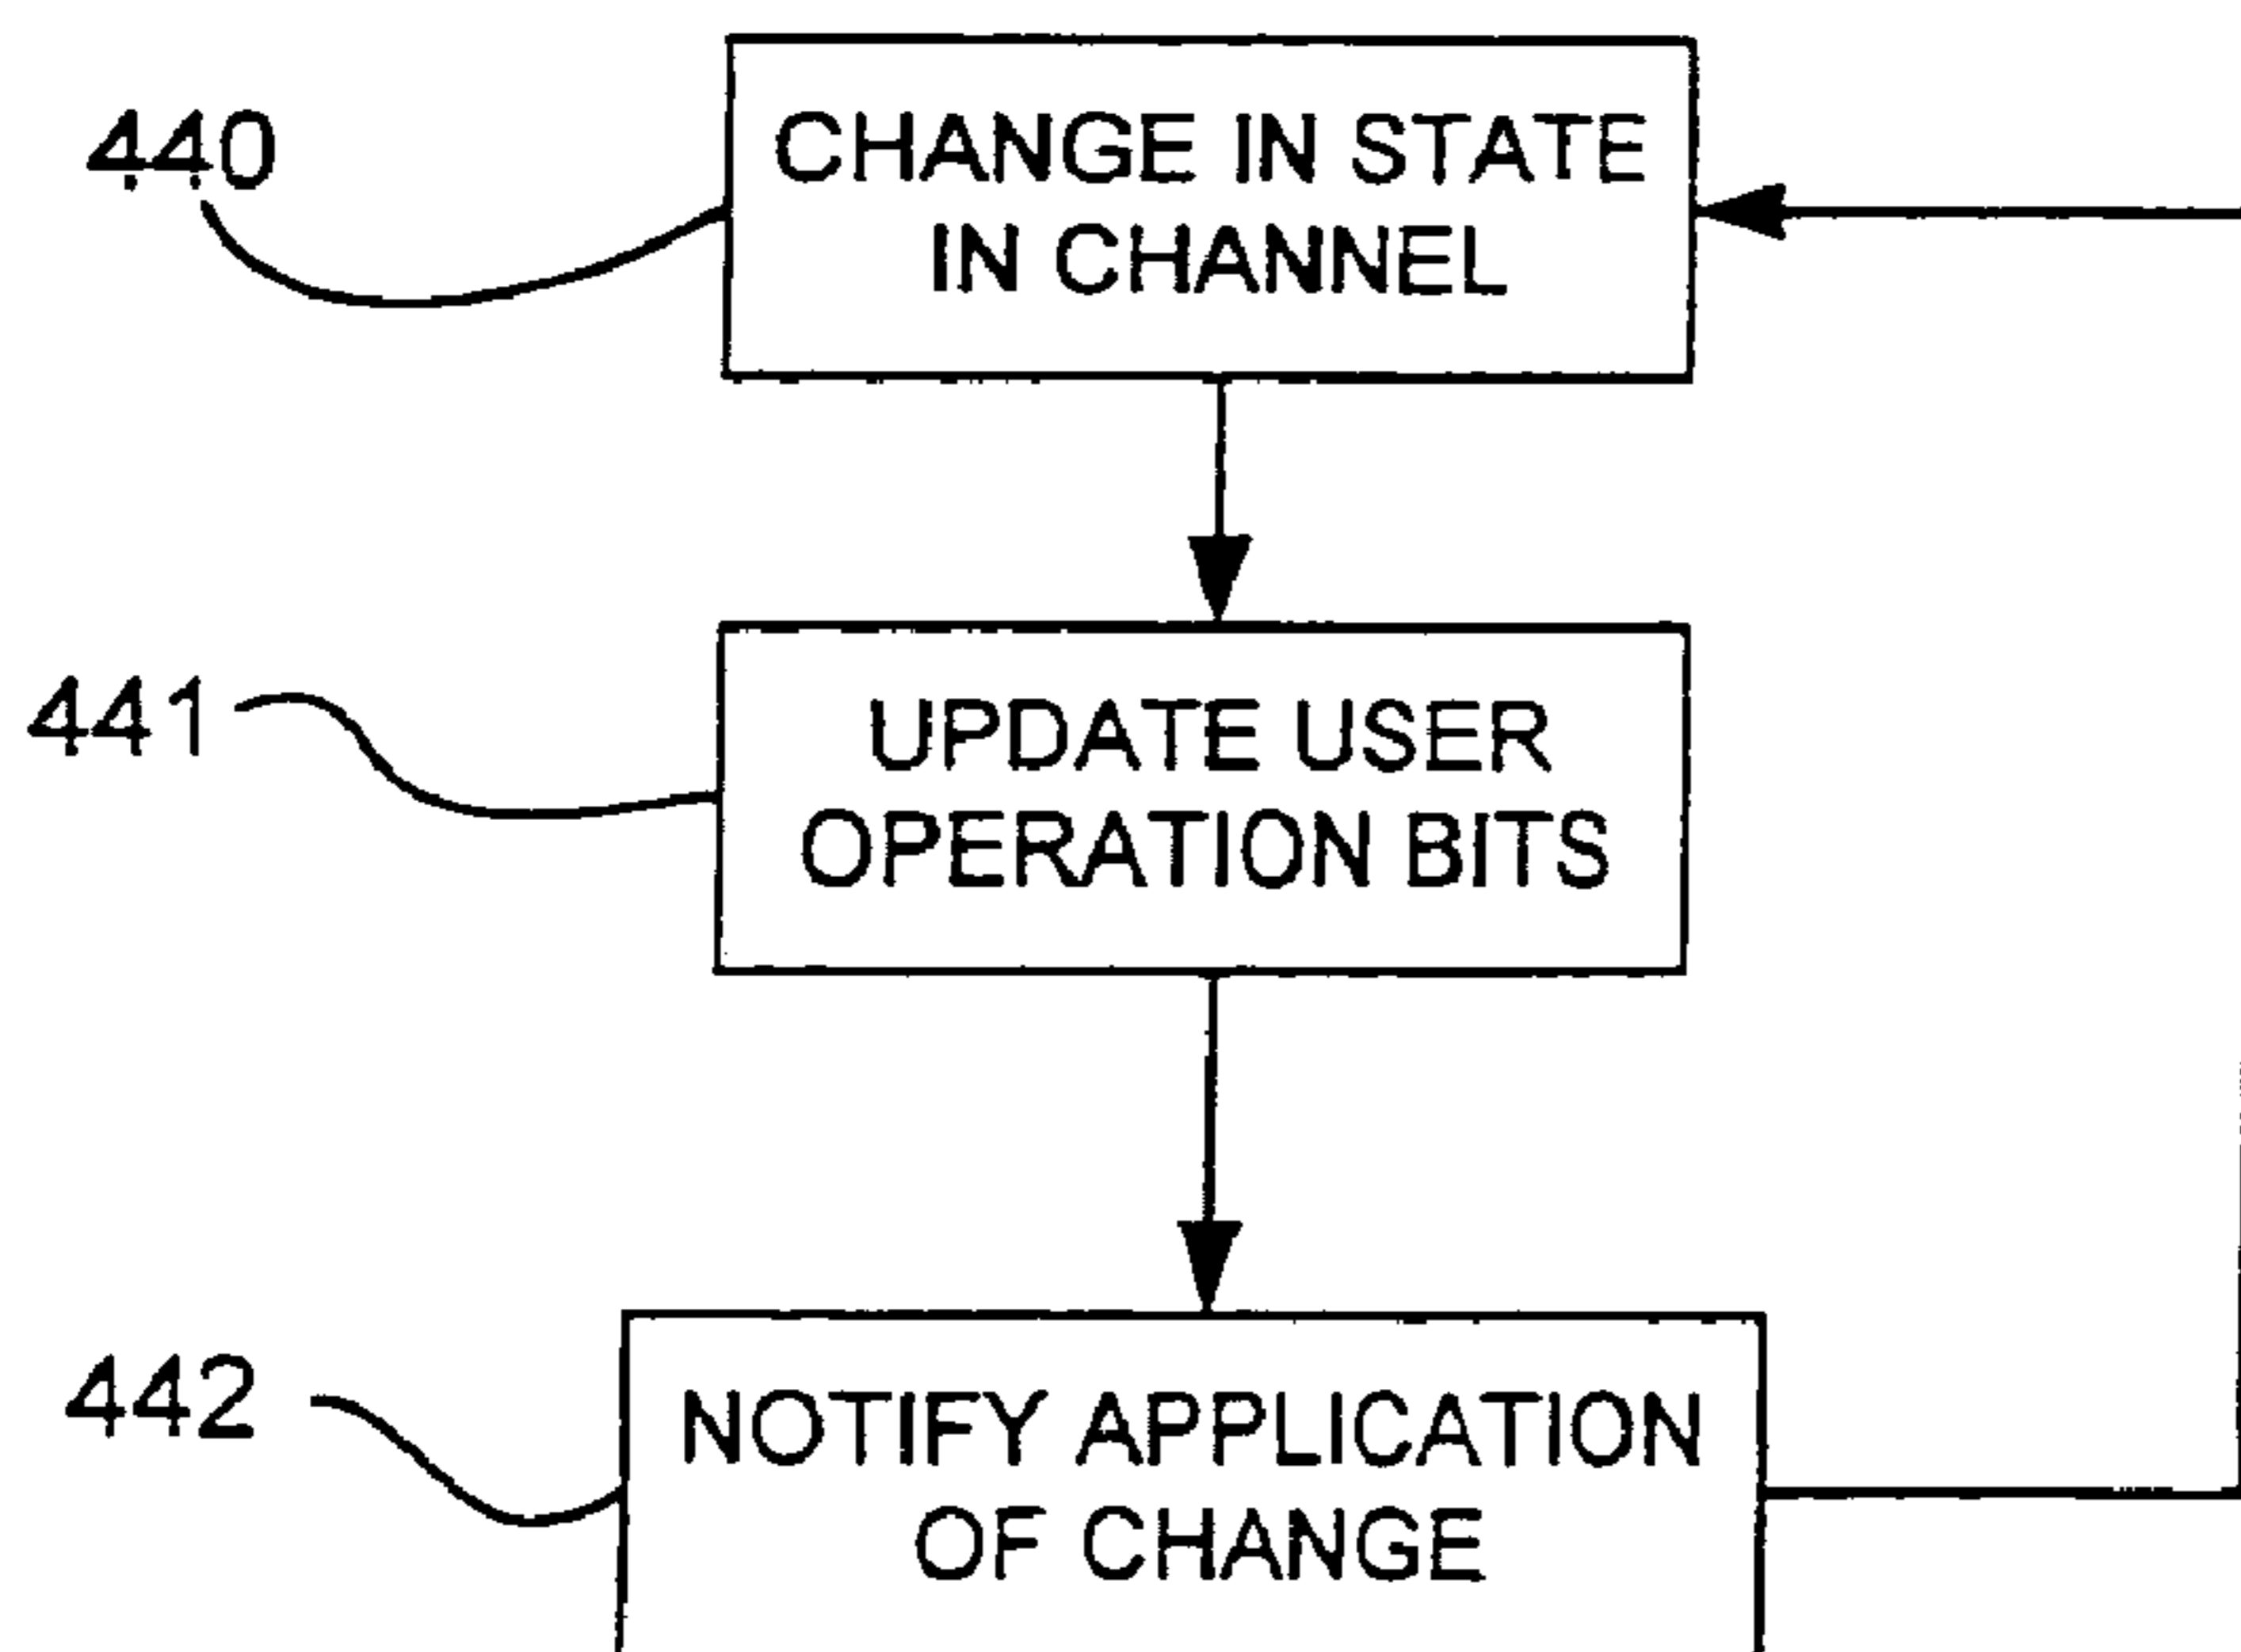 440
CHANGE IN STATE
IN CHANNEL
441
UPDATE USER
OPERATION BITS
442
NOTIFY APPLICATION
OF CHANGE